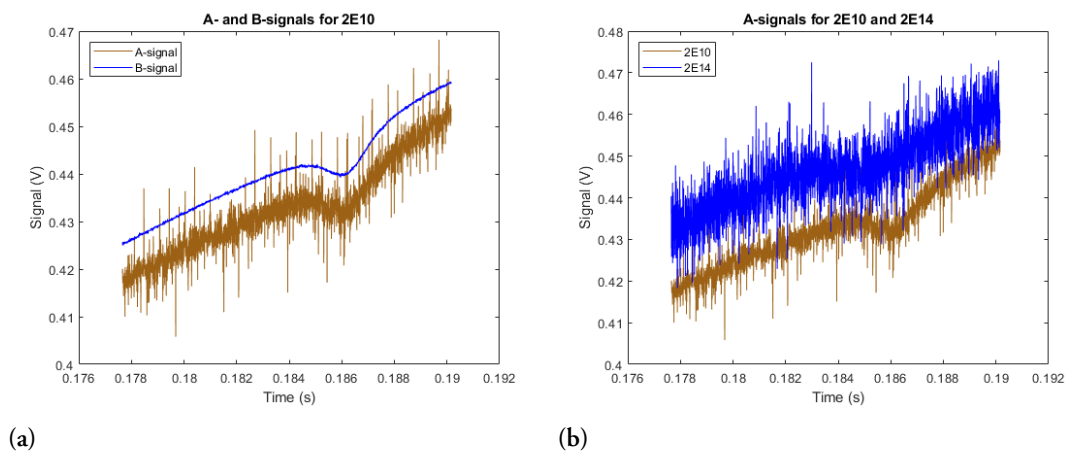 A- and B-signals for 2E10
A-signal
B-signal
Signal (V)
0.47
0.46
0.45
0.44
0.43
0.42
0.41
0.4
0.176 0.178 0.18 0.182 0.184 0.186 0.188 0.19 0.192
Time (s)
(a)
A-signals for 2E10 and 2E14
2E10
2E14
Signal (V)
0.48
0.47
0.46
0.45
0.44
0.43
0.42
0.41
0.4
0.176 0.178 0.18 0.182 0.184 0.186 0.188 0.19 0.192
Time (s)
(b)